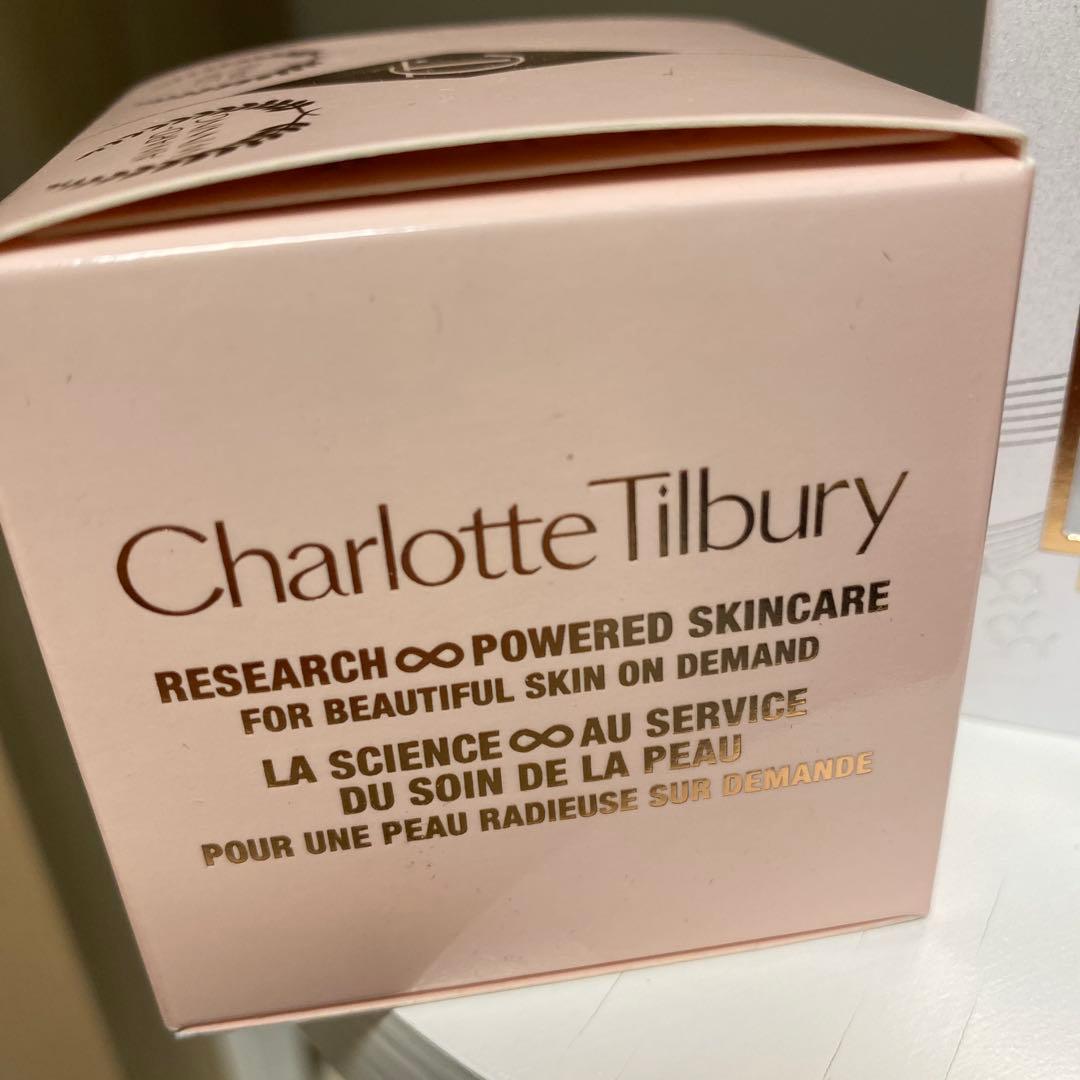 Charlotte Tilbury
RESEARCH ∞ POWERED SKINCARE
FOR BEAUTIFUL SKIN ON DEMAND
LA SCIENCE ∞ AU SERVICE
DU SOIN DE LA PEAU
POUR UNE PEAU RADIEUSE SUR DEMANDE